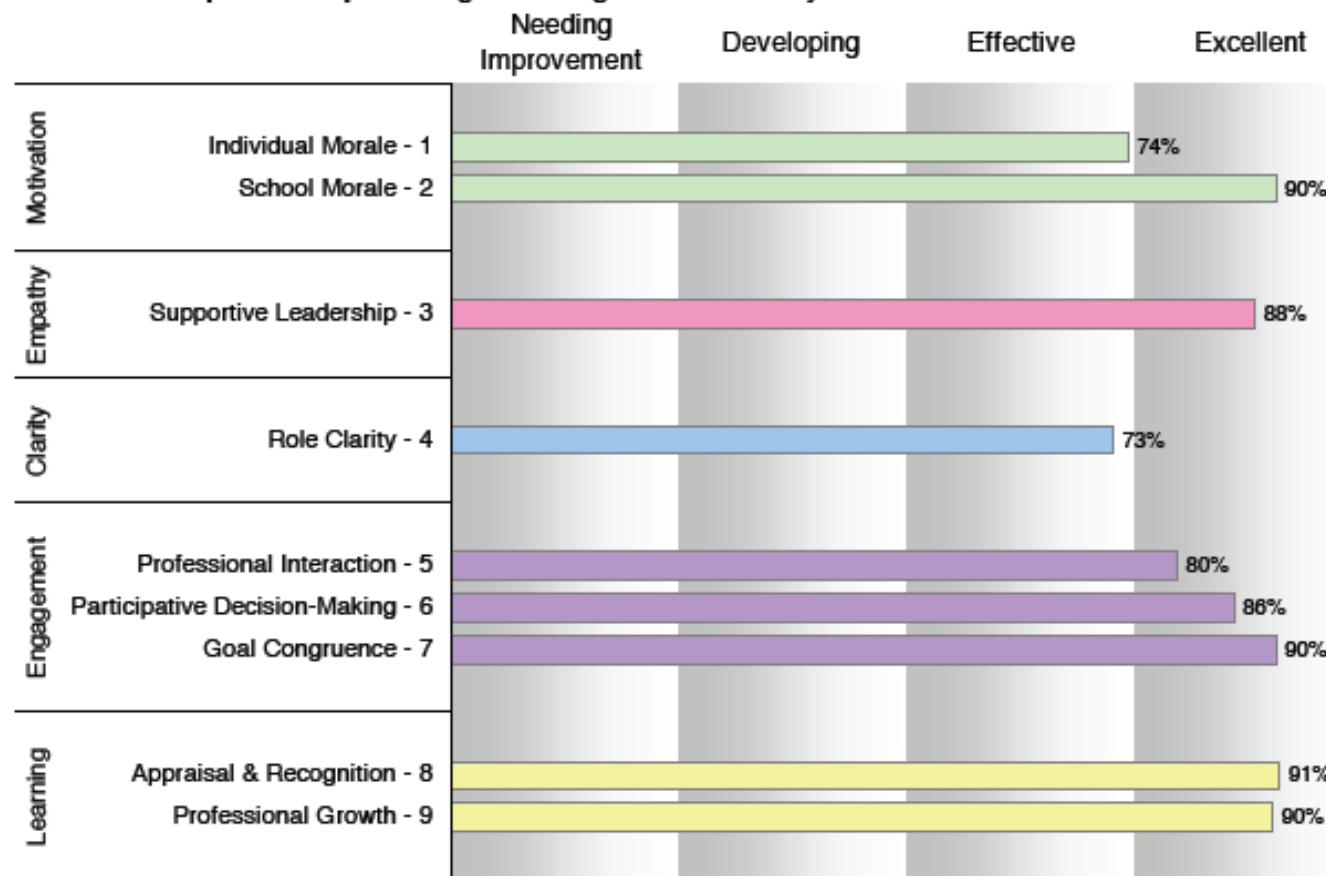 Needing
Improvement
Developing
Effective
Excellent
Motivation
Individual Morale - 1
74%
School Morale - 2
90%
Empathy
Supportive Leadership - 3
88%
Clarity
Role Clarity - 4
73%
Engagement
Professional Interaction - 5
80%
Participative Decision-Making - 6
86%
Goal Congruence - 7
90%
Learning
Appraisal & Recognition - 8
91%
Professional Growth - 9
90%